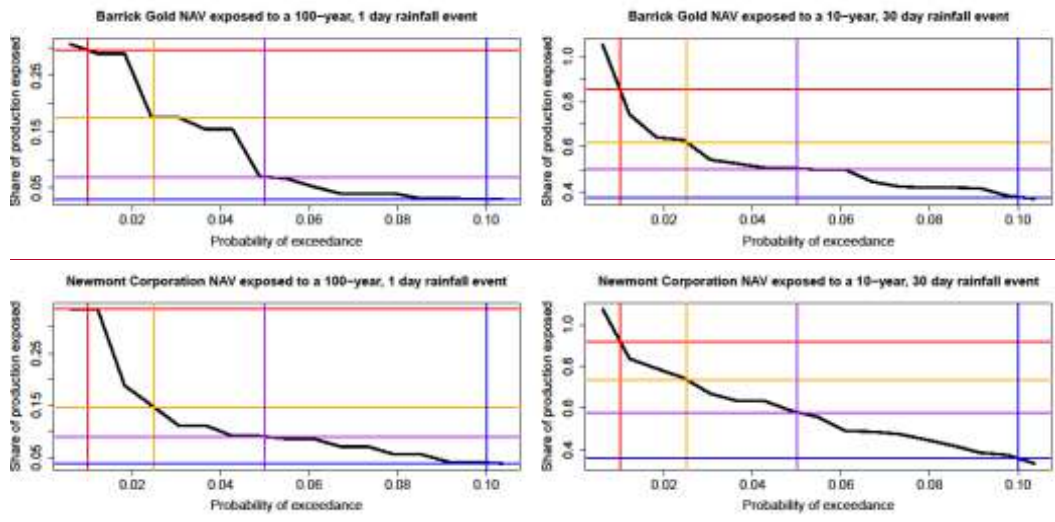 Barrick Gold NAV exposed to a 100−year, 1 day rainfall event
Share of production exposed
0.05 0.15 0.25
0.02 0.04 0.06 0.08 0.10
Probability of exceedance
Barrick Gold NAV exposed to a 10−year, 30 day rainfall event
Share of production exposed
0.4 0.6 0.8 1.0
0.02 0.04 0.06 0.08 0.10
Probability of exceedance
Newmont Corporation NAV exposed to a 100−year, 1 day rainfall event
Share of production exposed
0.05 0.15 0.25
0.02 0.04 0.06 0.08 0.10
Probability of exceedance
Newmont Corporation NAV exposed to a 10−year, 30 day rainfall event
Share of production exposed
0.4 0.6 0.8 1.0
0.02 0.04 0.06 0.08 0.10
Probability of exceedance